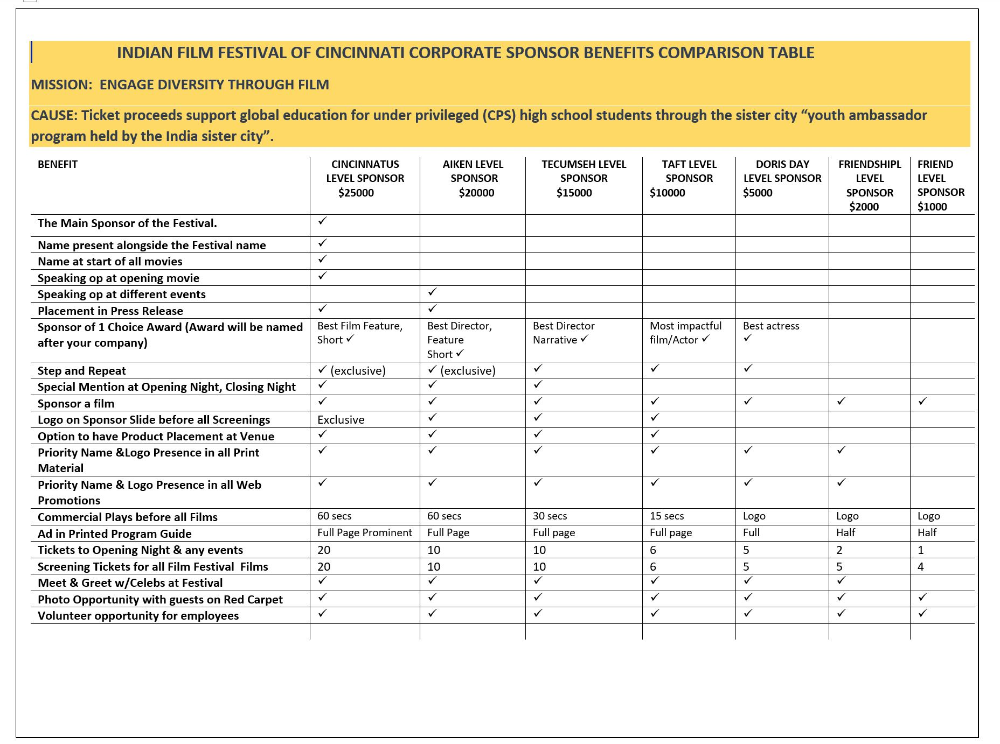 INDIAN FILM FESTIVAL OF CINCINNATI CORPORATE SPONSOR BENEFITS COMPARISON TABLE
MISSION:  ENGAGE DIVERSITY THROUGH FILM
CAUSE: Ticket proceeds support global education for under privileged (CPS) high school students through the sister city “youth ambassador
program held by the India sister city”.
BENEFIT CINCINNATUS AIKEN LEVEL TECUMSEH LEVEL TAFT LEVEL DORIS DAY FRIENDSHIPL FRIEND
LEVEL SPONSOR SPONSOR SPONSOR SPONSOR LEVEL SPONSOR LEVEL LEVEL
$25000 $20000 $15000 $10000 $5000 SPONSOR SPONSOR
$2000 $1000
The Main Sponsor of the Festival. ✓
Name present alongside the Festival name ✓
Name at start of all movies ✓
Speaking op at opening movie ✓
Speaking op at different events ✓
Placement in Press Release ✓ ✓
Sponsor of 1 Choice Award (Award will be named Best Film Feature, Best Director, Best Director Most impactful Best actress
after your company) Short ✓ Feature Narrative ✓ film/Actor ✓ ✓
Short ✓
Step and Repeat ✓ (exclusive) ✓ (exclusive) ✓ ✓ ✓
Special Mention at Opening Night, Closing Night ✓ ✓ ✓
Sponsor a film ✓ ✓ ✓ ✓ ✓ ✓ ✓
Logo on Sponsor Slide before all Screenings Exclusive ✓ ✓ ✓
Option to have Product Placement at Venue ✓ ✓ ✓ ✓
Priority Name &Logo Presence in all Print ✓ ✓ ✓ ✓ ✓ ✓
Material
Priority Name & Logo Presence in all Web ✓ ✓ ✓ ✓ ✓ ✓
Promotions
Commercial Plays before all Films 60 secs 60 secs 30 secs 15 secs Logo Logo Logo
Ad in Printed Program Guide Full Page Prominent Full Page Full page Full page Full Half Half
Tickets to Opening Night & any events 20 10 10 6 5 2 1
Screening Tickets for all Film Festival  Films 20 10 10 6 5 5 4
Meet & Greet w/Celebs at Festival ✓ ✓ ✓ ✓ ✓ ✓
Photo Opportunity with guests on Red Carpet ✓ ✓ ✓ ✓ ✓ ✓ ✓
Volunteer opportunity for employees ✓ ✓ ✓ ✓ ✓ ✓ ✓